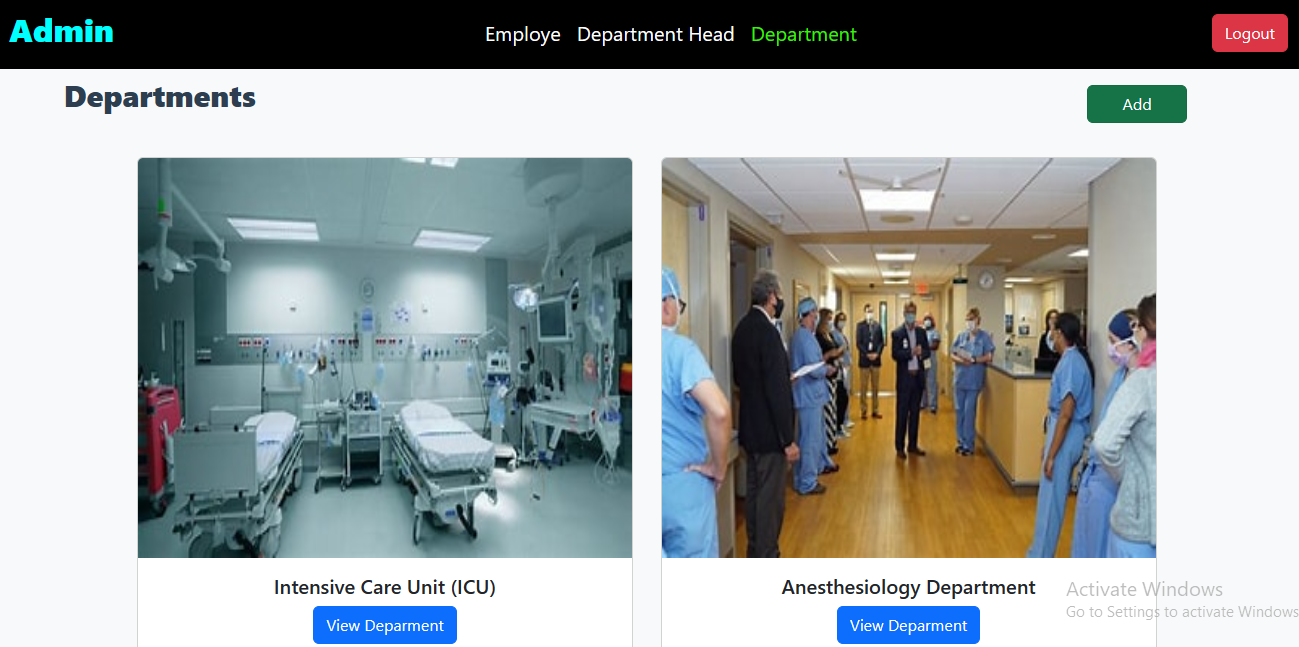 Admin
Employe
Department Head
Department
Logout
Departments
Add
Intensive Care Unit (ICU)
View Deparment
Anesthesiology Department
View Deparment
Activate Windows
Go to Settings to activate Windows